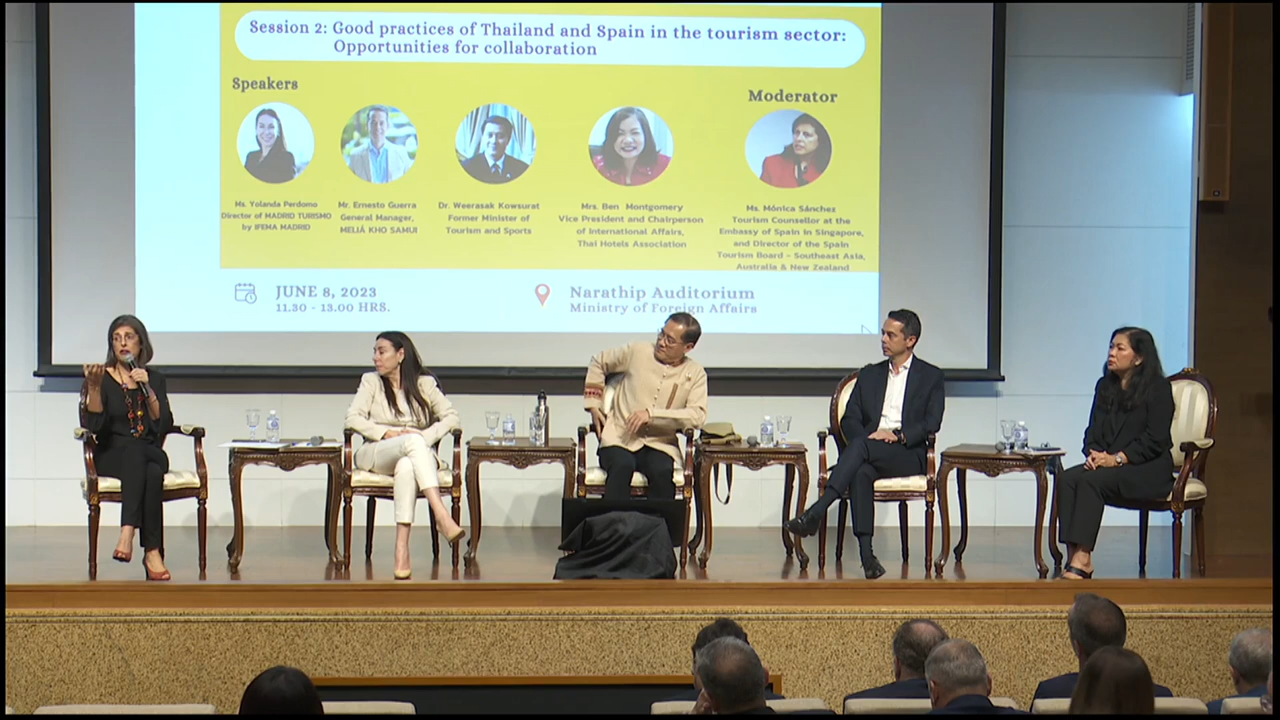 Session 2: Good practices of Thailand and Spain in the tourism sector:
Opportunities for collaboration
Speakers
Moderator
Ms. Yolanda Perdomo
Director of MADRID TURISMO
by IFEMA MADRID
Mr. Ernesto Guerra
General Manager,
MELIÁ KHO SAMUI
Dr. Weerasak Kowsurat
Former Minister of
Tourism and Sports
Mrs. Ben Montgomery
Vice President and Chairperson
of International Affairs,
Thai Hotels Association
Ms. Mónica Sánchez
Tourism Counsellor at the
Embassy of Spain in Singapore,
and Director of the Spain
Tourism Board - Southeast Asia,
Australia & New Zealand
JUNE 8, 2023
11.30 - 13.00 HRS.
Narathip Auditorium
Ministry of Foreign Affairs